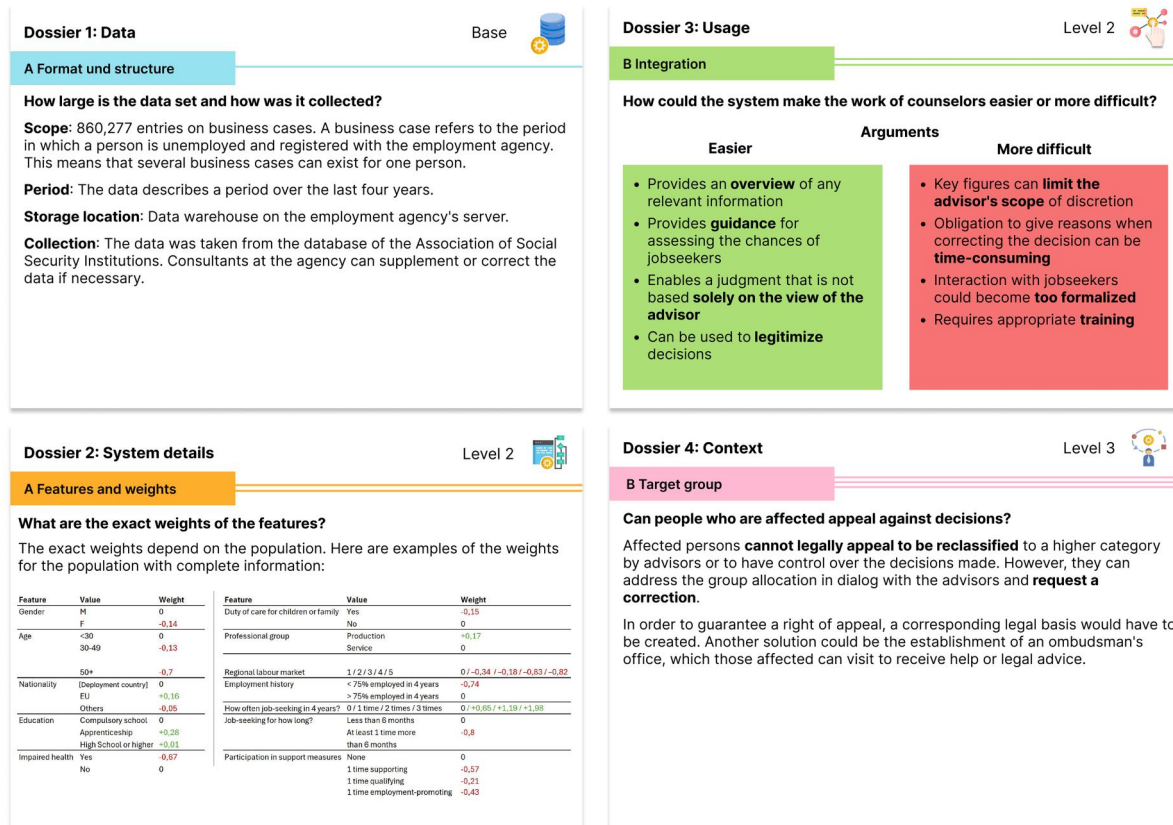 Dossier 1: Data
Base
A Format und structure
How large is the data set and how was it collected?
Scope: 860,277 entries on business cases. A business case refers to the period
in which a person is unemployed and registered with the employment agency.
This means that several business cases can exist for one person.
Period: The data describes a period over the last four years.
Storage location: Data warehouse on the employment agency's server.
Collection: The data was taken from the database of the Association of Social
Security Institutions. Consultants at the agency can supplement or correct the
data if necessary.
Dossier 3: Usage
Level 2
B Integration
How could the system make the work of counselors easier or more difficult?
Arguments
Easier
More difficult
• Provides an overview of any
relevant information
• Provides guidance for
assessing the chances of
jobseekers
• Enables a judgment that is not
based solely on the view of the
advisor
• Can be used to legitimize
decisions
• Key figures can limit the
advisor's scope of discretion
• Obligation to give reasons when
correcting the decision can be
time-consuming
• Interaction with jobseekers
could become too formalized
• Requires appropriate training
Dossier 2: System details
Level 2
A Features and weights
What are the exact weights of the features?
The exact weights depend on the population. Here are examples of the weights
for the population with complete information:
Feature Value Weight
Gender M 0
F -0,14
Age <30 0
30-49 -0,13
50+ -0,7
Nationality [Deployment country] 0
EU +0,16
Others -0,05
Education Compulsory school 0
Apprenticeship +0,28
High School or higher +0,01
Impaired health Yes -0,67
No 0
Feature Value Weight
Duty of care for children or family Yes -0,15
No 0
Professional group Production +0,17
Service 0
Regional labour market 1 / 2 / 3 / 4 / 5 0 / -0,34 / -0,18 / -0,83 / -0,82
Employment history < 75% employed in 4 years -0,74
> 75% employed in 4 years 0
How often job-seeking in 4 years? 0 / 1 time / 2 times / 3 times 0 / +0,65 / +1,19 / +1,98
Job-seeking for how long? Less than 6 months 0
At least 1 time more -0,8
than 6 months
Participation in support measures None 0
1 time supporting -0,57
1 time qualifying -0,21
1 time employment-promoting -0,43
Dossier 4: Context
Level 3
B Target group
Can people who are affected appeal against decisions?
Affected persons cannot legally appeal to be reclassified to a higher category
by advisors or to have control over the decisions made. However, they can
address the group allocation in dialog with the advisors and request a
correction.
In order to guarantee a right of appeal, a corresponding legal basis would have to
be created. Another solution could be the establishment of an ombudsman's
office, which those affected can visit to receive help or legal advice.